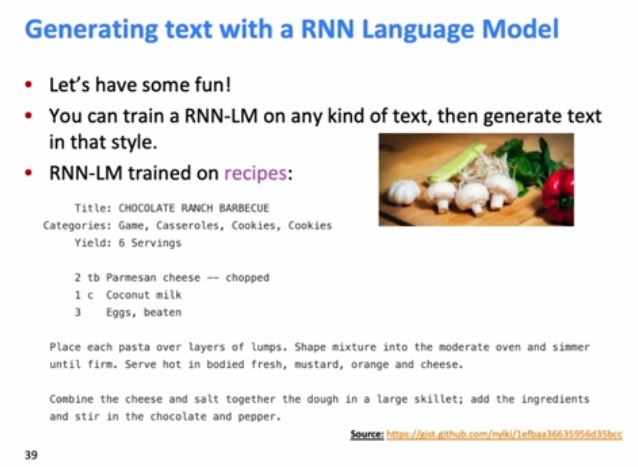 Generating text with a RNN Language Model
• Let's have some fun!
• You can train a RNN-LM on any kind of text, then generate text
in that style.
• RNN-LM trained on recipes:
Title: CHOCOLATE RANCH BARBECUE
Categories: Game, Casseroles, Cookies, Cookies
Yield: 6 Servings
2 tb Parmesan cheese -- chopped
1 c Coconut milk
3 Eggs, beaten
Place each pasta over layers of lumps. Shape mixture into the moderate oven and simmer
until firm. Serve hot in bodied fresh, mustard, orange and cheese.
Combine the cheese and salt together the dough in a large skillet; add the ingredients
and stir in the chocolate and pepper.
Source: https://gist.github.com/nylki/1efbaa36635956d35bcc
39